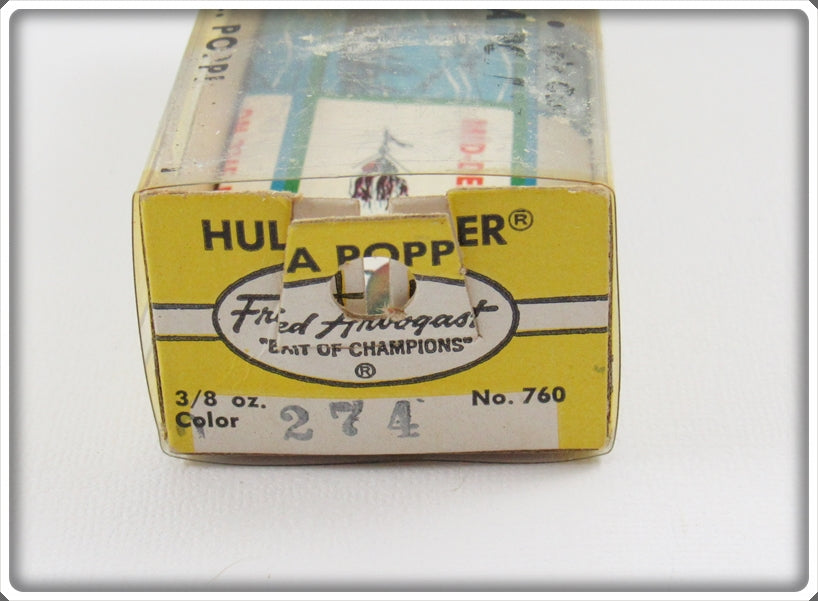 HULA POPPER®
Fred Arbogast
"BAIT OF CHAMPIONS"
®
3/8 oz.
No. 760
Color
274